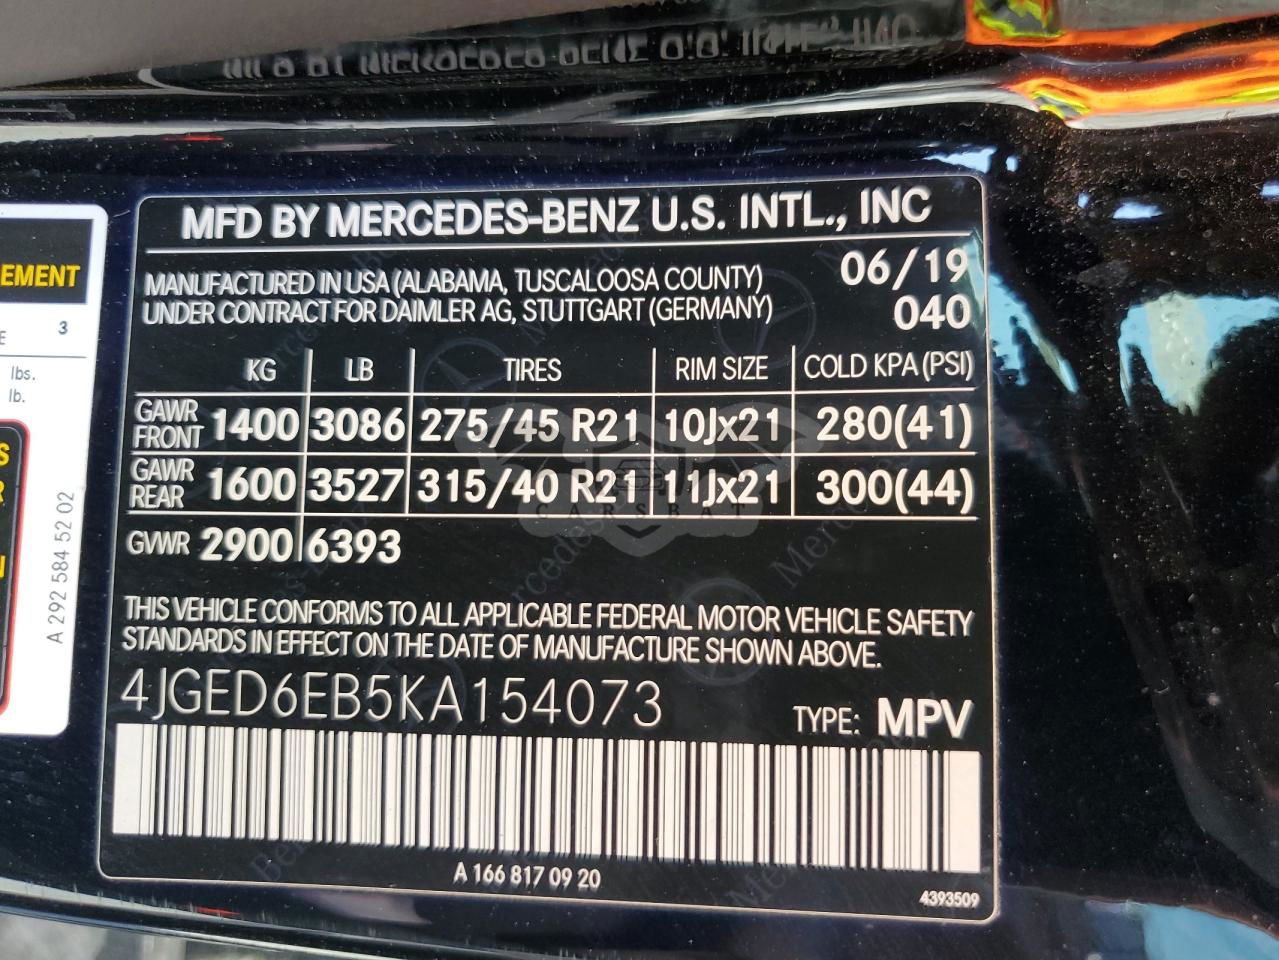 MFD BY MERCEDES-BENZ U.S. INTL., INC
MANUFACTURED IN USA (ALABAMA, TUSCALOOSA COUNTY) 06/19
UNDER CONTRACT FOR DAIMLER AG, STUTTGART (GERMANY) 040
KG LB TIRES RIM SIZE COLD KPA (PSI)
GAWR FRONT 1400 3086 275/45 R21 10Jx21 280(41)
GAWR REAR 1600 3527 315/40 R21 11Jx21 300(44)
CARSBAT
GVWR 2900 6393
THIS VEHICLE CONFORMS TO ALL APPLICABLE FEDERAL MOTOR VEHICLE SAFETY
STANDARDS IN EFFECT ON THE DATE OF MANUFACTURE SHOWN ABOVE.
4JGED6EB5KA154073 TYPE: MPV
A 166 817 09 20
4393509
EMENT
3
lbs.
lb.
A 292 584 52 02